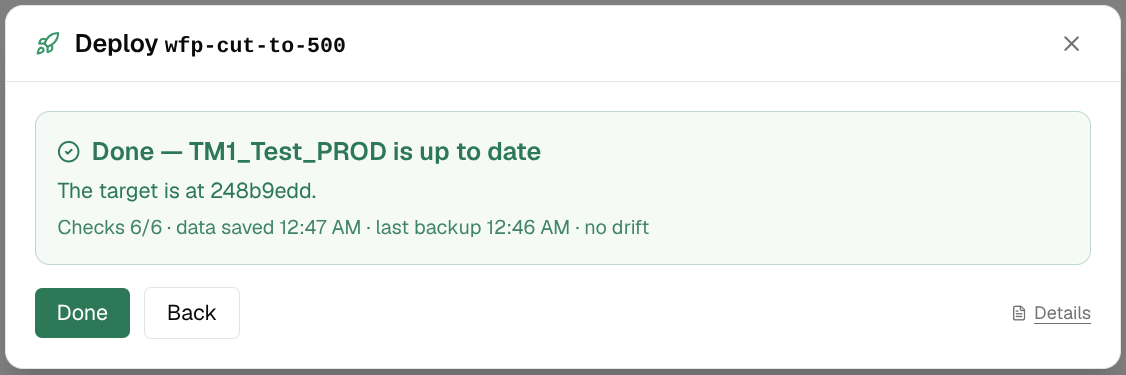 Deploy wfp-cut-to-500
Done — TM1_Test_PROD is up to date
The target is at 248b9edd.
Checks 6/6 · data saved 12:47 AM · last backup 12:46 AM · no drift
Done
Back
Details